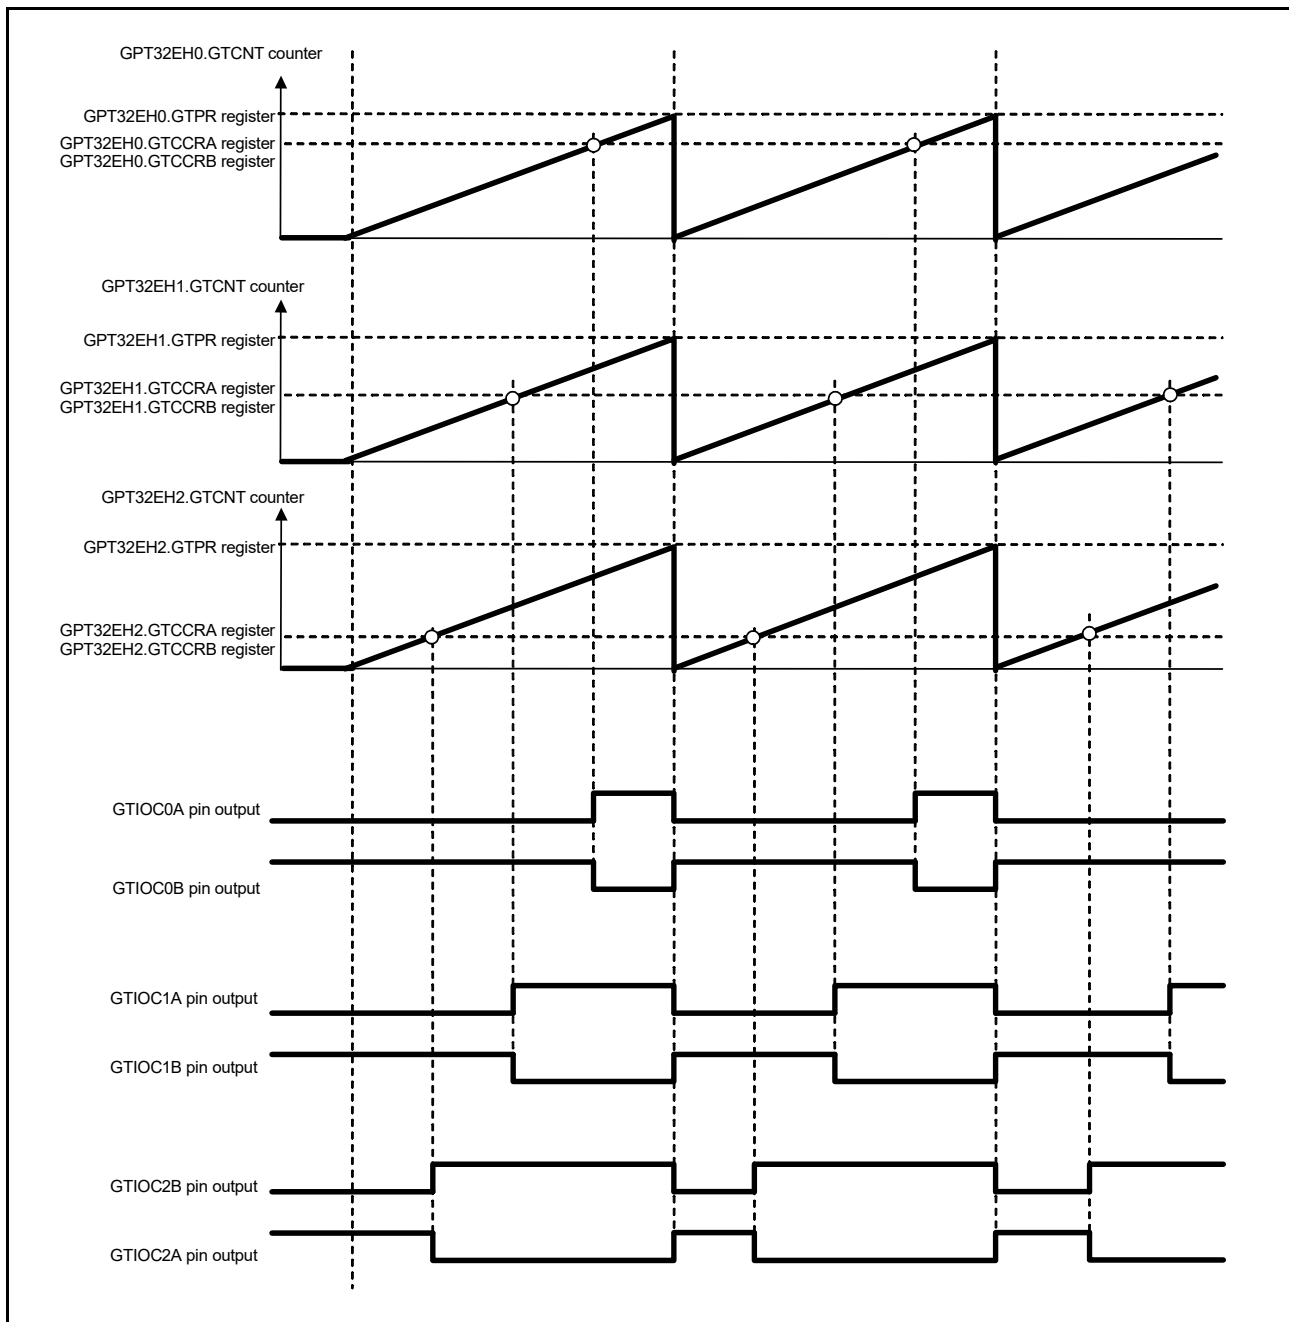 GPT32EH0.GTCNT counter
GPT32EH0.GTPR register
GPT32EH0.GTCCRA register
GPT32EH0.GTCCRB register
GPT32EH1.GTCNT counter
GPT32EH1.GTPR register
GPT32EH1.GTCCRA register
GPT32EH1.GTCCRB register
GPT32EH2.GTCNT counter
GPT32EH2.GTPR register
GPT32EH2.GTCCRA register
GPT32EH2.GTCCRB register
GTIOC0A pin output
GTIOC0B pin output
GTIOC1A pin output
GTIOC1B pin output
GTIOC2B pin output
GTIOC2A pin output